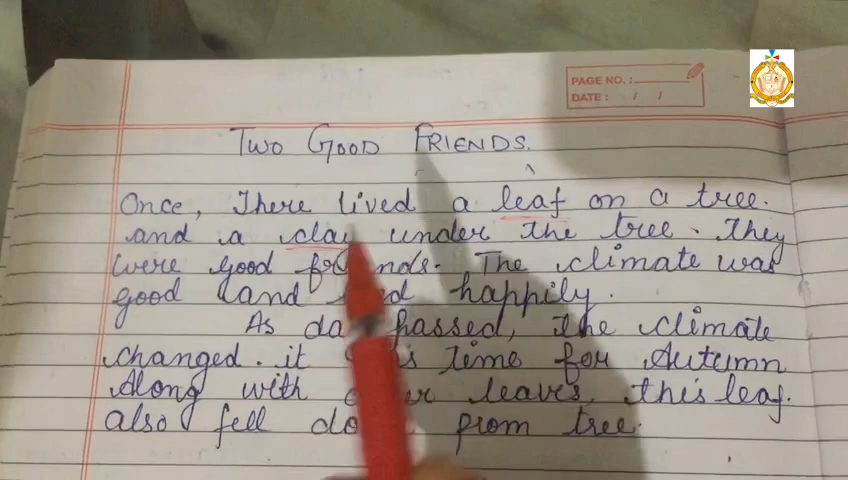 PAGE NO. :
DATE : / /
Two Good FRIENDS.
Once, There lived a leaf on a tree.
and a clay under the tree. They
were good friends. The climate was
good and happily.
As passed, the climate
changed. it time for Autumn
Along with leaves, this leaf.
also fell from tree.